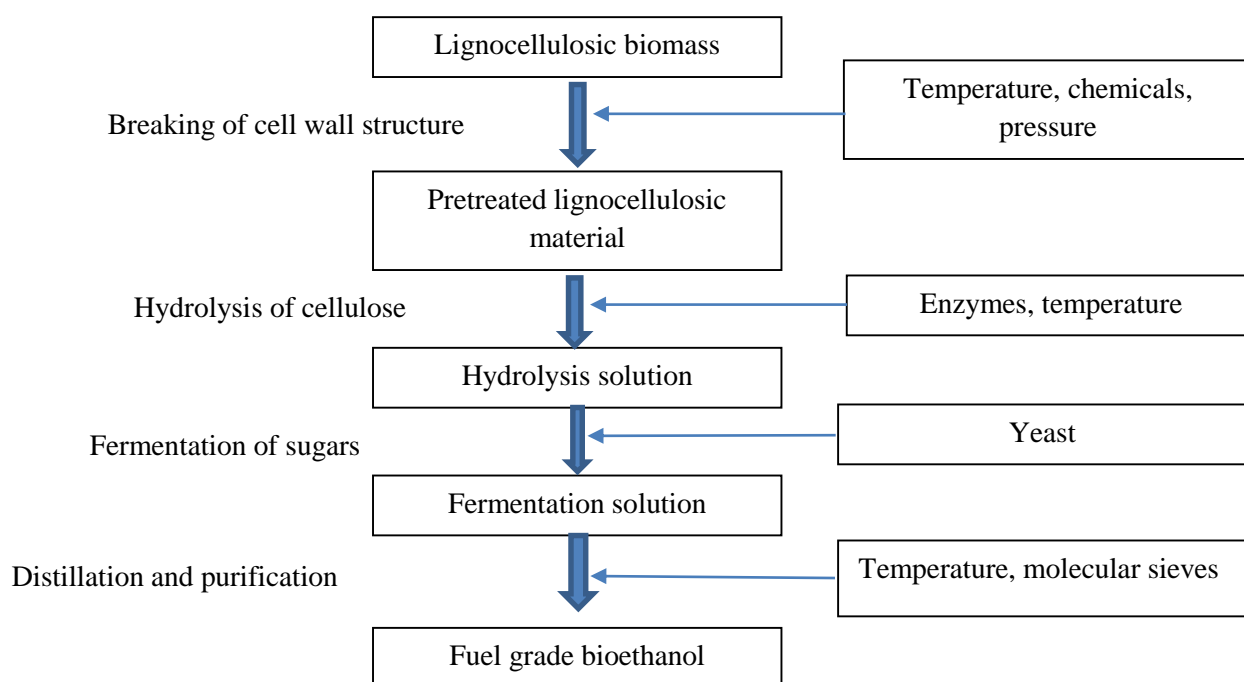 Lignocellulosic biomass
Temperature, chemicals,
pressure
Breaking of cell wall structure
Pretreated lignocellulosic
material
Hydrolysis of cellulose
Enzymes, temperature
Hydrolysis solution
Fermentation of sugars
Yeast
Fermentation solution
Distillation and purification
Temperature, molecular sieves
Fuel grade bioethanol